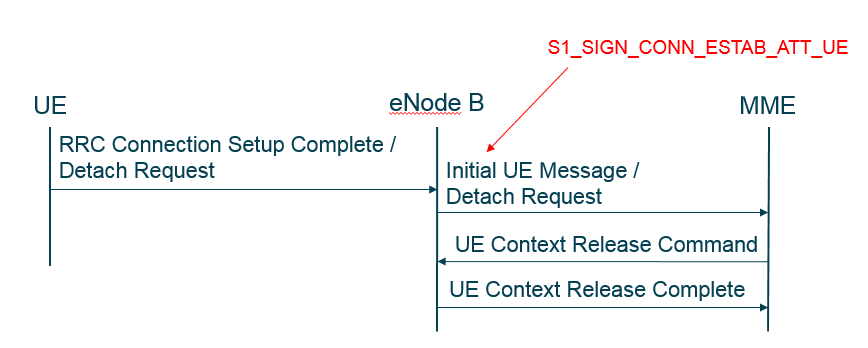 S1_SIGN_CONN_ESTAB_ATT_UE
UE
eNode B
MME
RRC Connection Setup Complete /
Detach Request
Initial UE Message /
Detach Request
UE Context Release Command
UE Context Release Complete